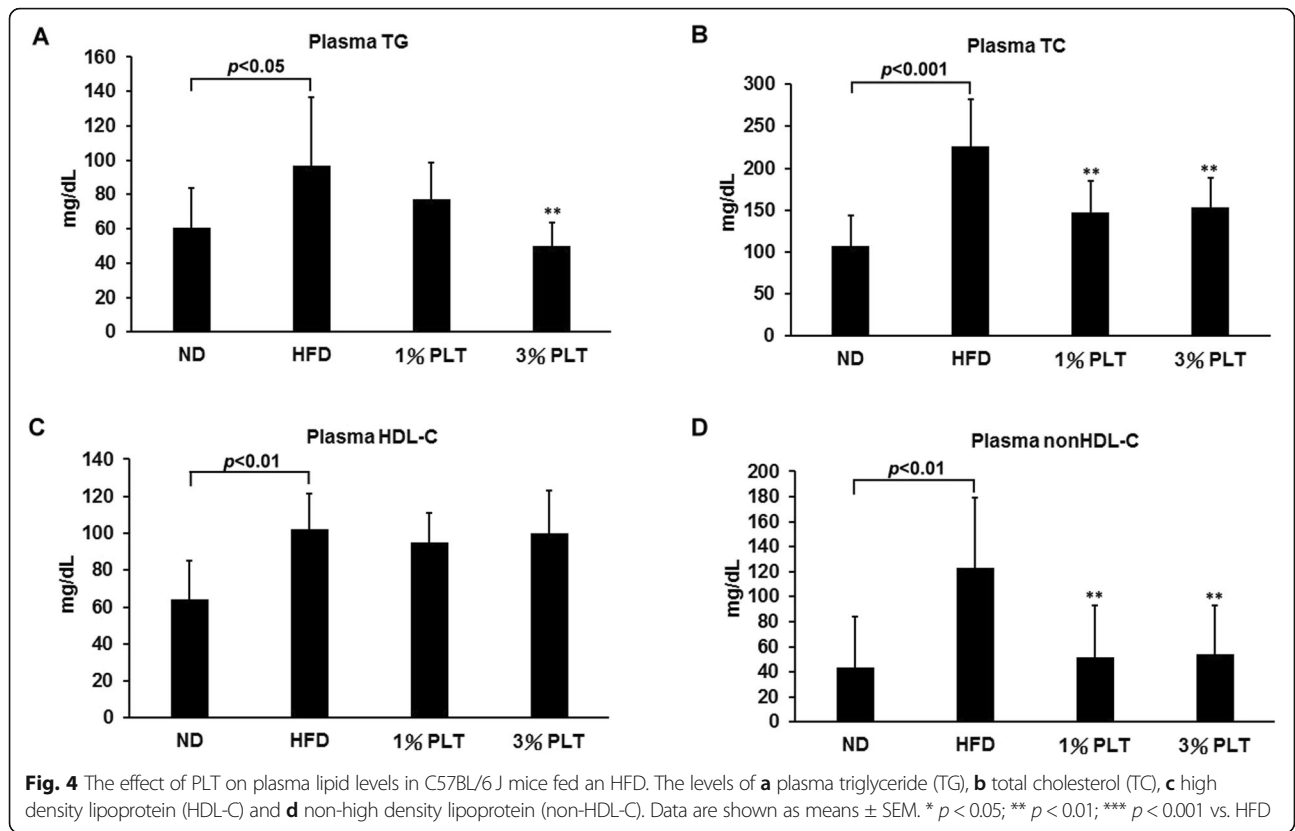 A
Plasma TG
160
140
120
100
80
60
40
20
0
mg/dL
p<0.05
**
ND HFD 1% PLT 3% PLT
B
Plasma TC
300
250
200
150
100
50
0
mg/dL
p<0.001
** **
ND HFD 1% PLT 3% PLT
C
Plasma HDL-C
140
120
100
80
60
40
20
0
mg/dL
p<0.01
ND HFD 1% PLT 3% PLT
D
Plasma nonHDL-C
200
180
160
140
120
100
80
60
40
20
0
mg/dL
p<0.01
** **
ND HFD 1% PLT 3% PLT
Fig. 4 The effect of PLT on plasma lipid levels in C57BL/6 J mice fed an HFD. The levels of a plasma triglyceride (TG), b total cholesterol (TC), c high
density lipoprotein (HDL-C) and d non-high density lipoprotein (non-HDL-C). Data are shown as means ± SEM. * p < 0.05; ** p < 0.01; *** p < 0.001 vs. HFD